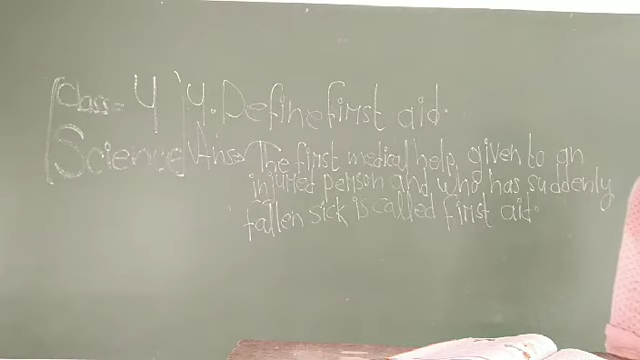 Class= 4
Science
4. Define first aid.
Ans: The first medical help given to an
injured person and who has suddenly
fallen sick is called first aid.